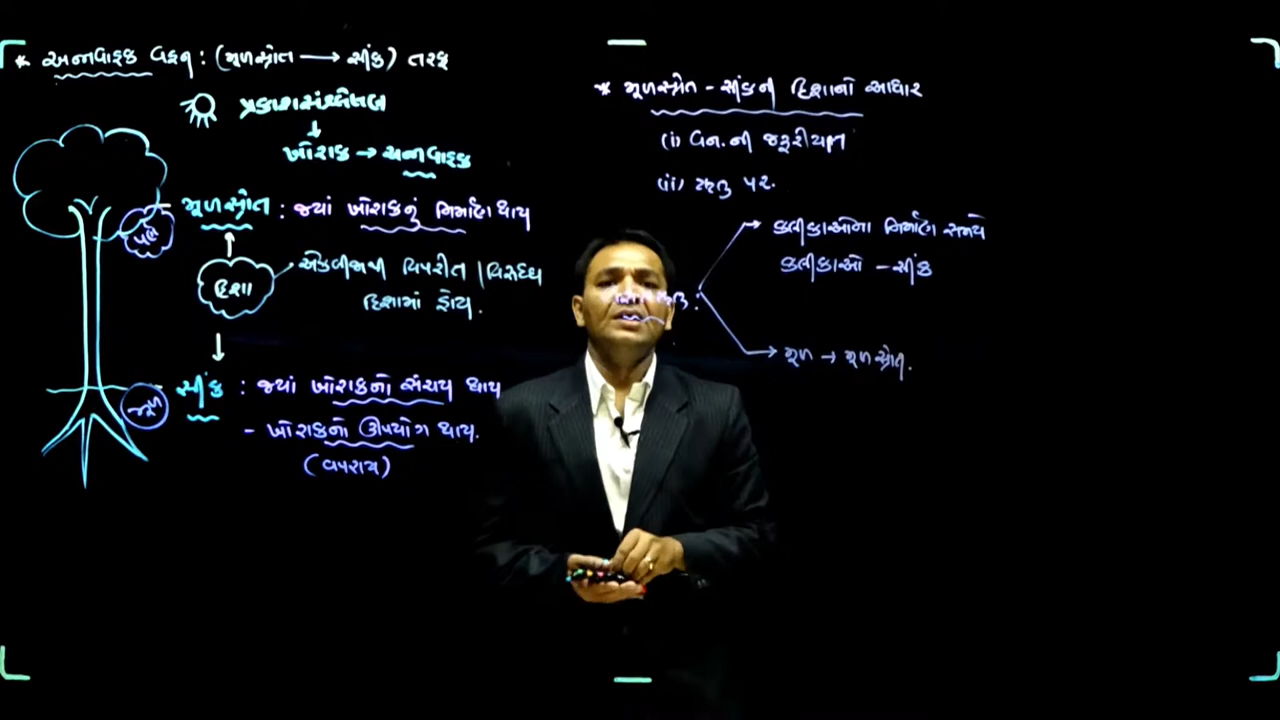 * અન્નવાહક વહન : (મૂળસ્રોત → સીંક) તરફ
પ્રકાશસંશ્લેષણ
↓
ખોરાક → અન્નવાહક
મૂળસ્રોત : જ્યાં ખોરાકનું નિર્માણ થાય
પર્ણ
દિશા
એકબીજાથી વિપરીત / વિરુદ્ધ
દિશામાં હોય.
સીંક : જ્યાં ખોરાકનો સંચય થાય
મૂળ
- ખોરાકનો ઉપયોગ થાય.
(વપરાય)
* મૂળસ્રોત - સીંકની દિશાનો આધાર
(i) વન.ની જરૂરીયાત
(ii) ઋતુ પર.
કલીકાઓના નિર્માણ સમયે
કલીકાઓ - સીંક
મૂળ → મૂળસ્રોત.